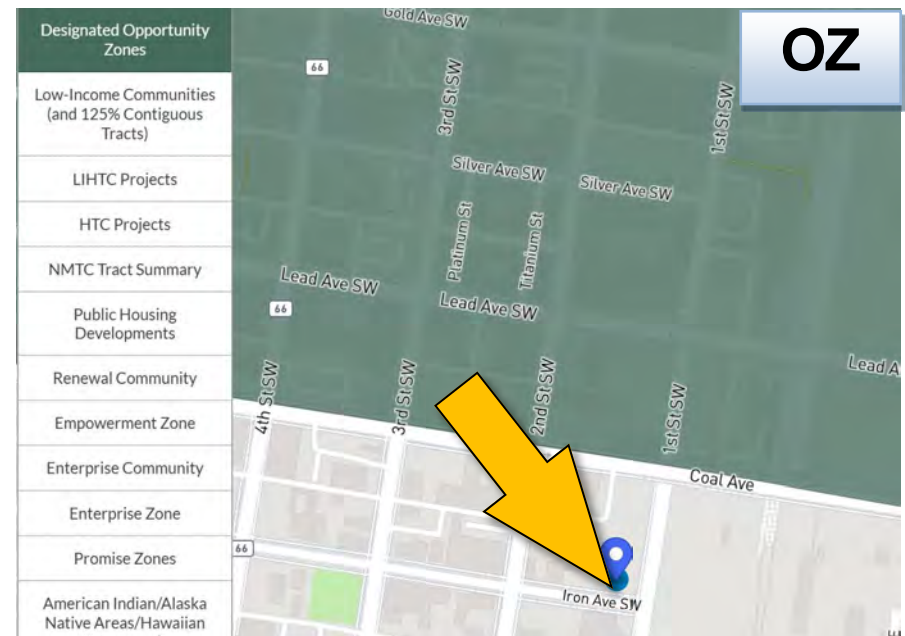 Designated Opportunity
Zones
Low-Income Communities
(and 125% Contiguous
Tracts)
LIHTC Projects
HTC Projects
NMTC Tract Summary
Public Housing
Developments
Renewal Community
Empowerment Zone
Enterprise Community
Enterprise Zone
Promise Zones
American Indian/Alaska
Native Areas/Hawaiian
OZ
Gold Ave SW
66
3rd St SW
1st St SW
Silver Ave SW
Silver Ave SW
Platinum St
Titanium St
Lead Ave SW
66
Lead Ave SW
Lead A
4th St SW
3rd St SW
2nd St SW
1st St SW
Coal Ave
66
Iron Ave SW